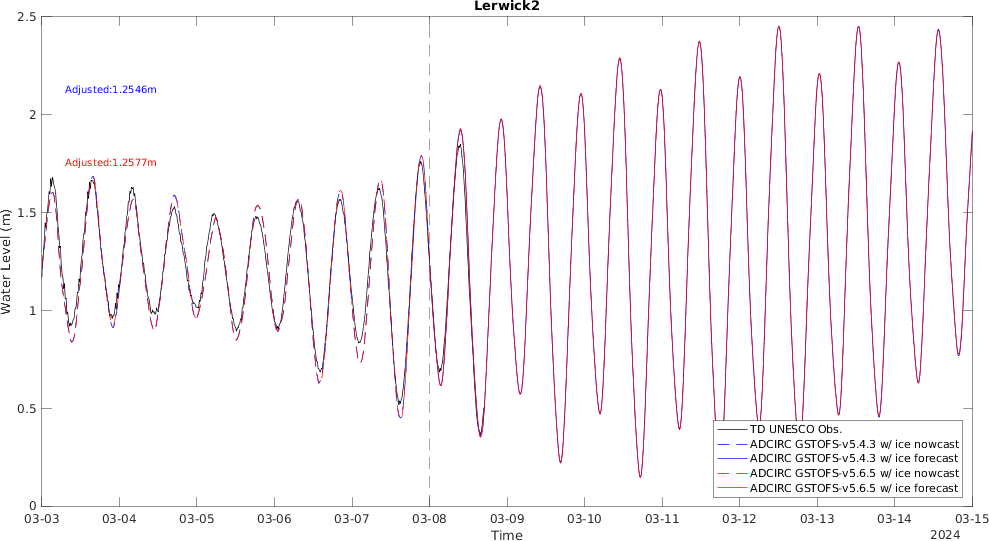 Lerwick2
2.5
2
1.5
1
0.5
0
Water Level (m)
Adjusted:1.2546m
Adjusted:1.2577m
TD UNESCO Obs.
ADCIRC GSTOFS-v5.4.3 w/ ice nowcast
ADCIRC GSTOFS-v5.4.3 w/ ice forecast
ADCIRC GSTOFS-v5.6.5 w/ ice nowcast
ADCIRC GSTOFS-v5.6.5 w/ ice forecast
03-03 03-04 03-05 03-06 03-07 03-08 03-09 03-10 03-11 03-12 03-13 03-14 03-15
Time
2024